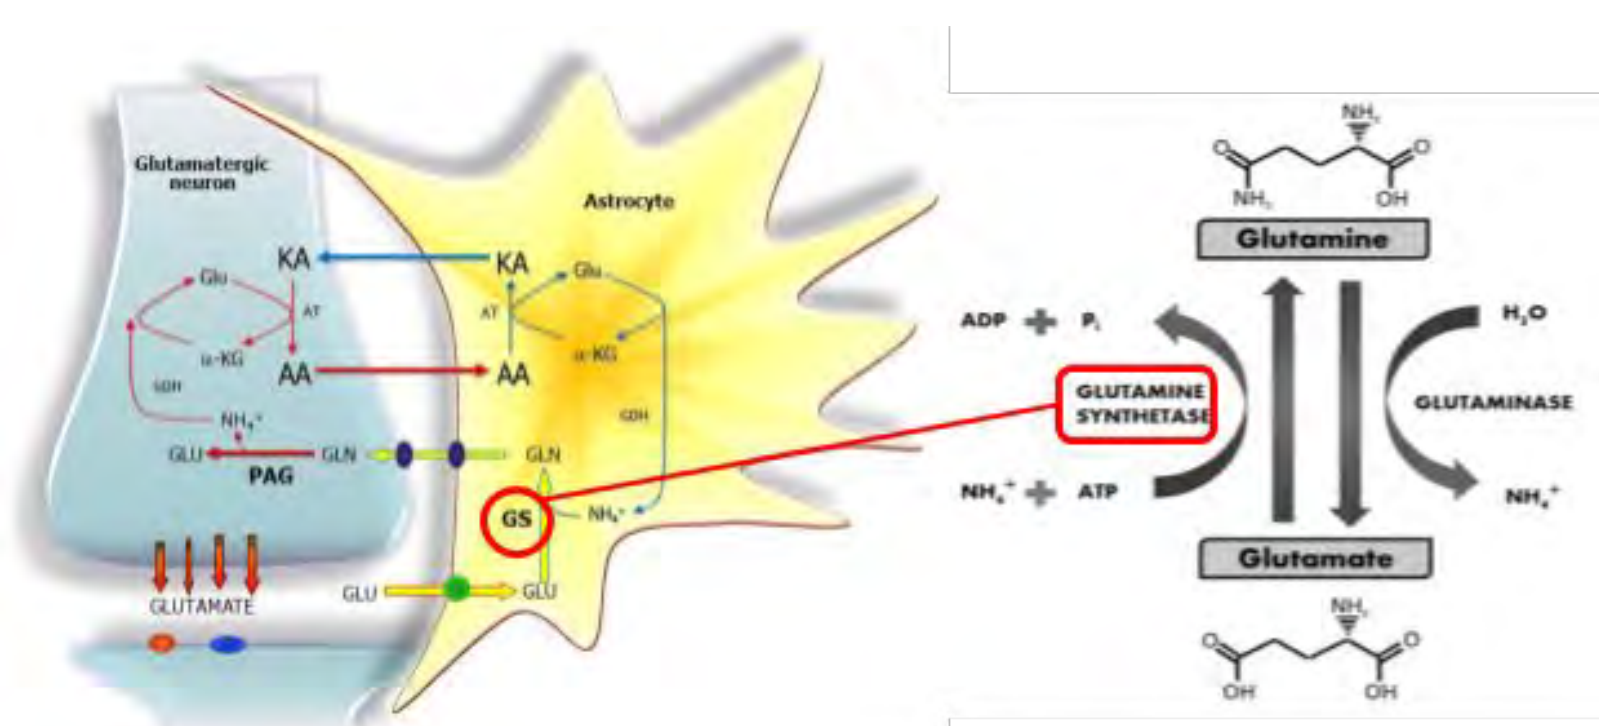 Glutamatergic
neuron
Astrocyte
KA
KA
Glu
Glu
AT
AT
α-KG
α-KG
AA
AA
GDH
GDH
NH₄⁺
GLU
GLN
GLN
PAG
GS
NH₄⁺
GLUTAMATE
GLU
GLU
NH₂
O
O
NH₂
OH
Glutamine
ADP + Pᵢ
H₂O
GLUTAMINE
SYNTHETASE
GLUTAMINASE
NH₄⁺ + ATP
NH₄⁺
Glutamate
NH₂
O
O
OH
OH